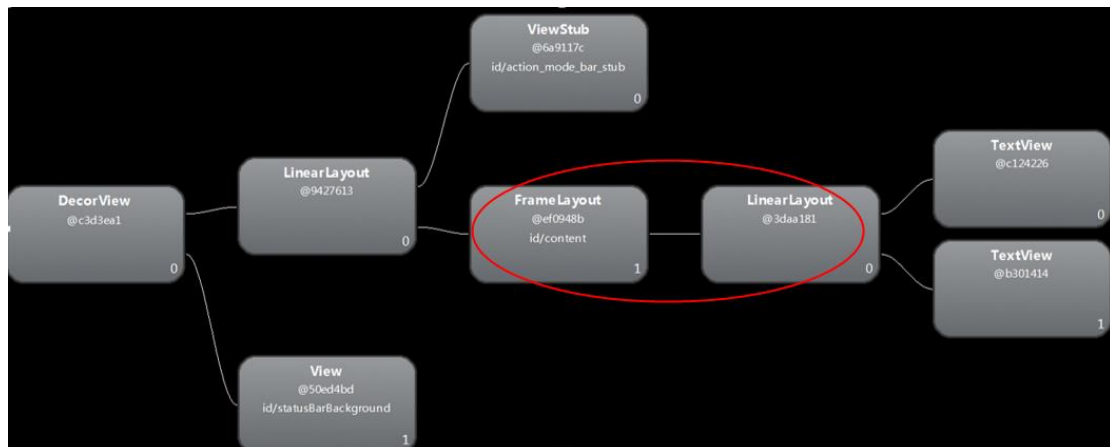 ViewStub
@6a9117c
id/action_mode_bar_stub
0
TextView
@c124226
0
LinearLayout
@9427613
0
DecorView
@c3d3ea1
0
FrameLayout
@ef0948b
id/content
1
LinearLayout
@3daa181
0
TextView
@b301414
1
View
@50ed4bd
id/statusBarBackground
1